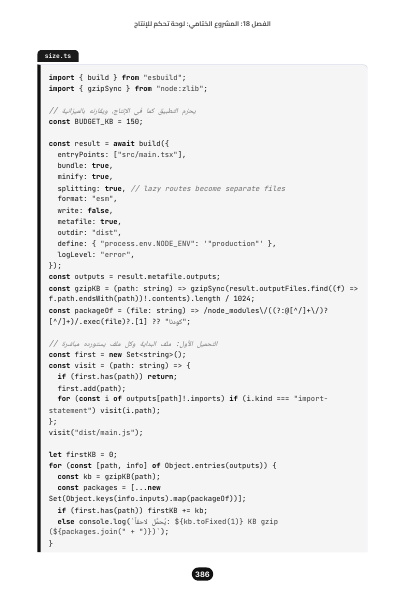 الفصل 18: المشروع الختامي: لوحة تحكم للإنتاج
size.ts
import { build } from "esbuild";
import { gzipSync } from "node:zlib";
// يحزم التطبيق كما في الإنتاج، ويقارنه بالميزانية
const BUDGET_KB = 150;
const result = await build({
entryPoints: ["src/main.tsx"],
bundle: true,
minify: true,
splitting: true, // lazy routes become separate files
format: "esm",
write: false,
metafile: true,
outdir: "dist",
define: { "process.env.NODE_ENV": '"production"' },
logLevel: "error",
});
const outputs = result.metafile.outputs;
const gzipKB = (path: string) => gzipSync(result.outputFiles.find((f) =>
f.path.endsWith(path))!.contents).length / 1024;
const packageOf = (file: string) => /node_modules\/((?:@[^/]+\/)?
[^/]+)/.exec(file)?.[1] ?? "كودنا";
// التحميل الأول: ملف البداية وكل ملف يستورده مباشرة
const first = new Set<string>();
const visit = (path: string) => {
if (first.has(path)) return;
first.add(path);
for (const i of outputs[path]!.imports) if (i.kind === "import-
statement") visit(i.path);
};
visit("dist/main.js");
let firstKB = 0;
for (const [path, info] of Object.entries(outputs)) {
const kb = gzipKB(path);
const packages = [...new
Set(Object.keys(info.inputs).map(packageOf))];
if (first.has(path)) firstKB += kb;
else console.log(`يُحمَّل لاحقاً: ${kb.toFixed(1)} KB gzip
(${packages.join(" + ")})`);
}
386